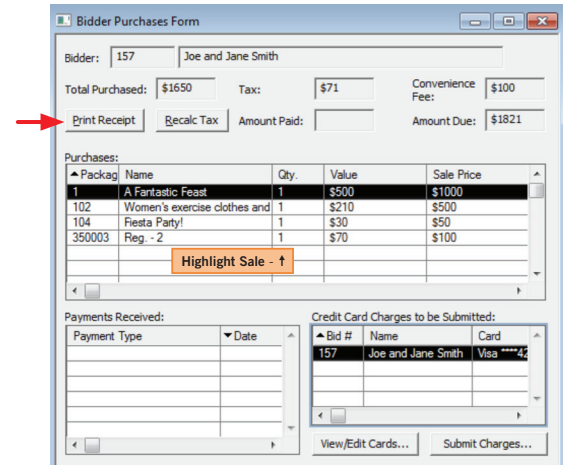 Bidder Purchases Form
Bidder: 157 Joe and Jane Smith
Total Purchased: $1650 Tax: $71 Convenience Fee: $100
Print Receipt Recalc Tax Amount Paid: Amount Due: $1821
Purchases:
Packag Name Qty. Value Sale Price
1 A Fantastic Feast 1 $500 $1000
102 Women's exercise clothes and 1 $210 $500
104 Fiesta Party! 1 $30 $50
350003 Reg. - 2 1 $70 $100
Highlight Sale - ↑
Payments Received: Credit Card Charges to be Submitted:
Payment Type Date Bid # Name Card
157 Joe and Jane Smith Visa ****42
View/Edit Cards... Submit Charges...